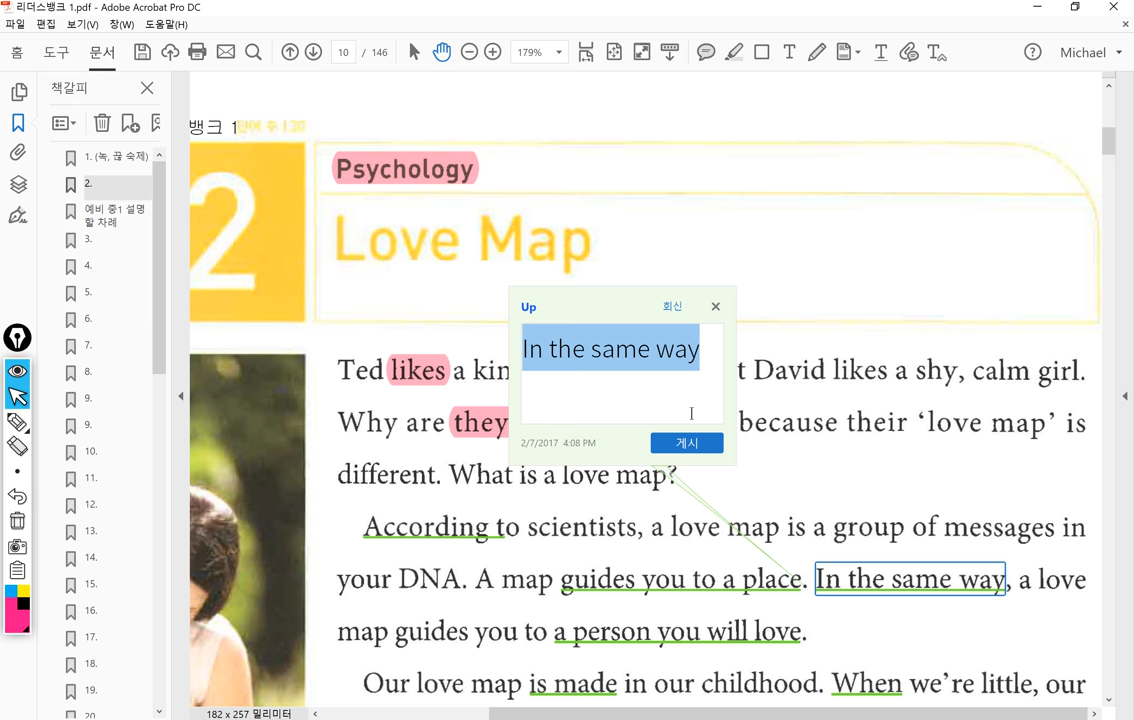 리더스뱅크 1.pdf - Adobe Acrobat Pro DC
파일 편집 보기(V) 창(W) 도움말(H)
홈 도구 문서 10 / 146 179% Michael
책갈피
1. (녹, 끊 숙제)
2.
예비 중1 설명
할 차례
3.
4.
5.
6.
7.
8.
9.
9.
10.
11.
12.
13.
14.
15.
16.
17.
18.
19.
20
뱅크 1
2
Psychology
Love Map
Up 회신
In the same way
2/7/2017 4:08 PM 게시
Ted likes a kin t David likes a shy, calm girl.
Why are they because their ‘love map’ is
different. What is a love map?
According to scientists, a love map is a group of messages in
your DNA. A map guides you to a place. In the same way, a love
map guides you to a person you will love.
Our love map is made in our childhood. When we’re little, our
182 x 257 밀리미터